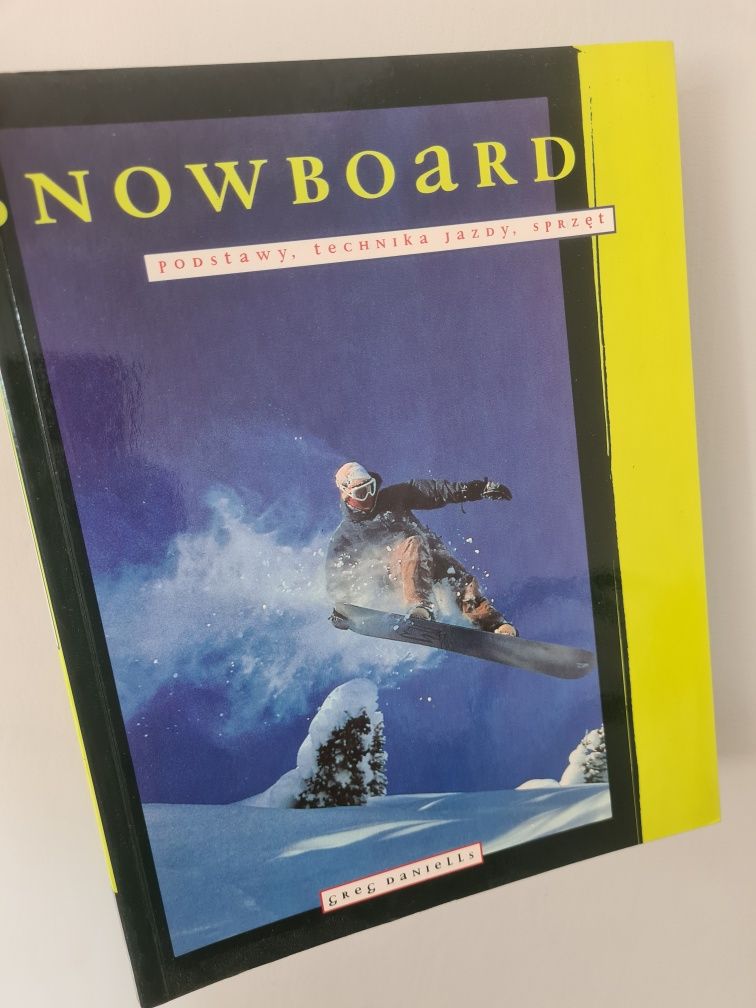 SNOWBOaRD
PODstawy, teCHNIka JazDy, sPRzęt
GReG DaNIeLLs